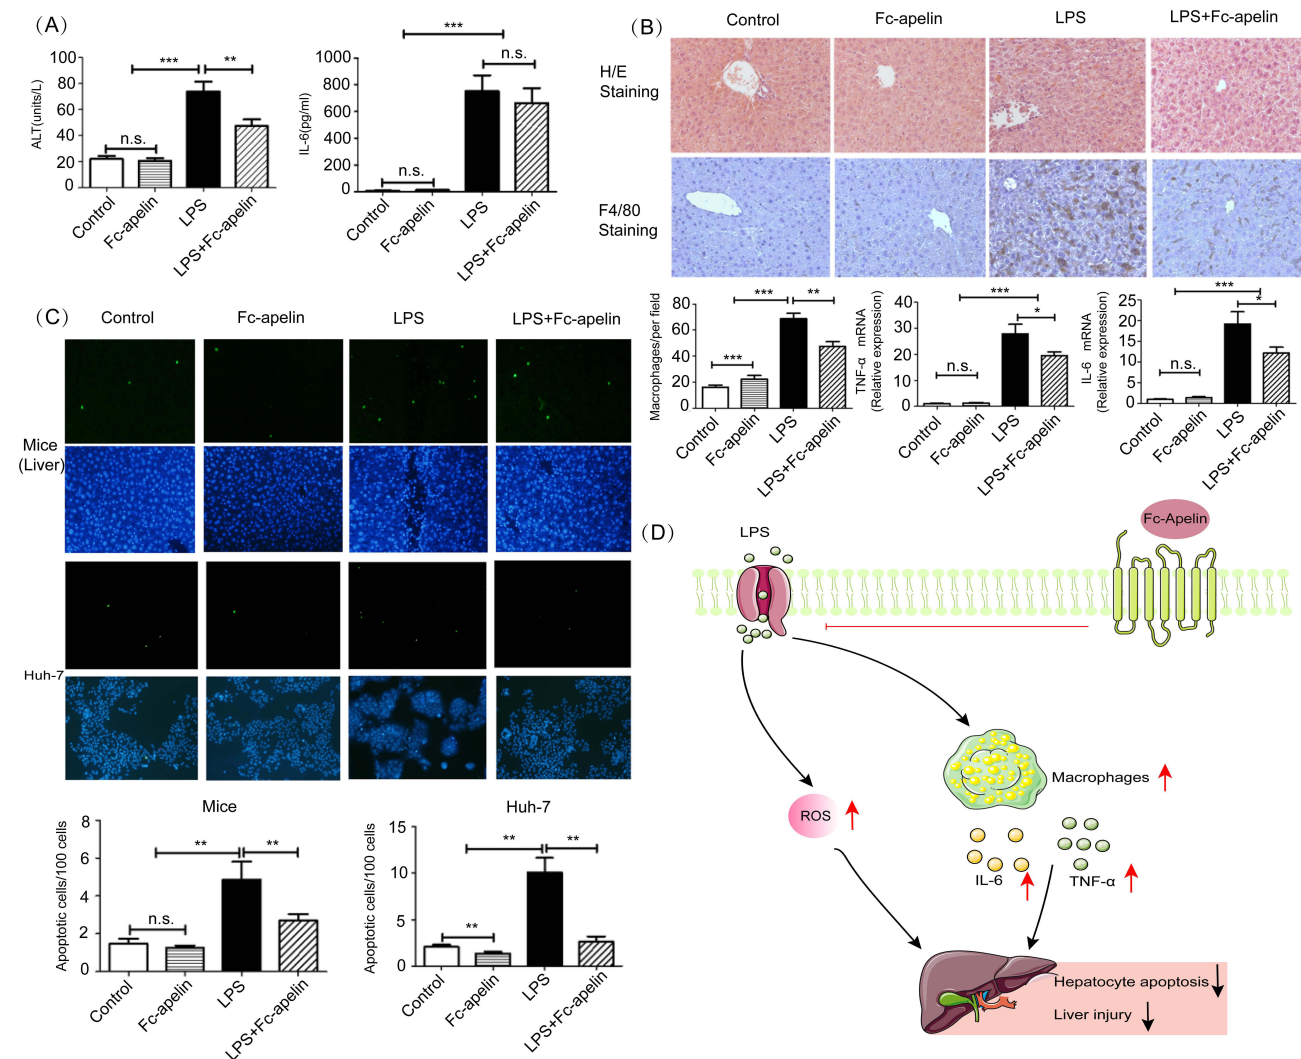 (A)
ALT(units/L)
100
80
60
40
20
0
***
**
n.s.
Control
Fc-apelin
LPS
LPS+Fc-apelin
IL-6(pg/ml)
1000
800
600
400
200
0
***
n.s.
n.s.
Control
Fc-apelin
LPS
LPS+Fc-apelin
(B)
Control
Fc-apelin
LPS
LPS+Fc-apelin
H/E
Staining
F4/80
Staining
Macrophages/per field
80
60
40
20
0
***
**
***
Control
Fc-apelin
LPS
LPS+Fc-apelin
TNF-α mRNA
(Relative expression)
40
30
20
10
0
***
*
n.s.
Control
Fc-apelin
LPS
LPS+Fc-apelin
IL-6 mRNA
(Relative expression)
25
20
15
10
5
0
***
*
n.s.
Control
Fc-apelin
LPS
LPS+Fc-apelin
(C)
Control
Fc-apelin
LPS
LPS+Fc-apelin
Mice
(Liver)
Huh-7
Mice
Apoptotic cells/100 cells
8
6
4
2
0
**
**
n.s.
Control
Fc-apelin
LPS
LPS+Fc-apelin
Huh-7
Apoptotic cells/100 cells
15
10
5
0
**
**
**
Control
Fc-apelin
LPS
LPS+Fc-apelin
(D)
LPS
Fc-Apelin
Macrophages
ROS
IL-6
TNF-α
Hepatocyte apoptosis
Liver injury